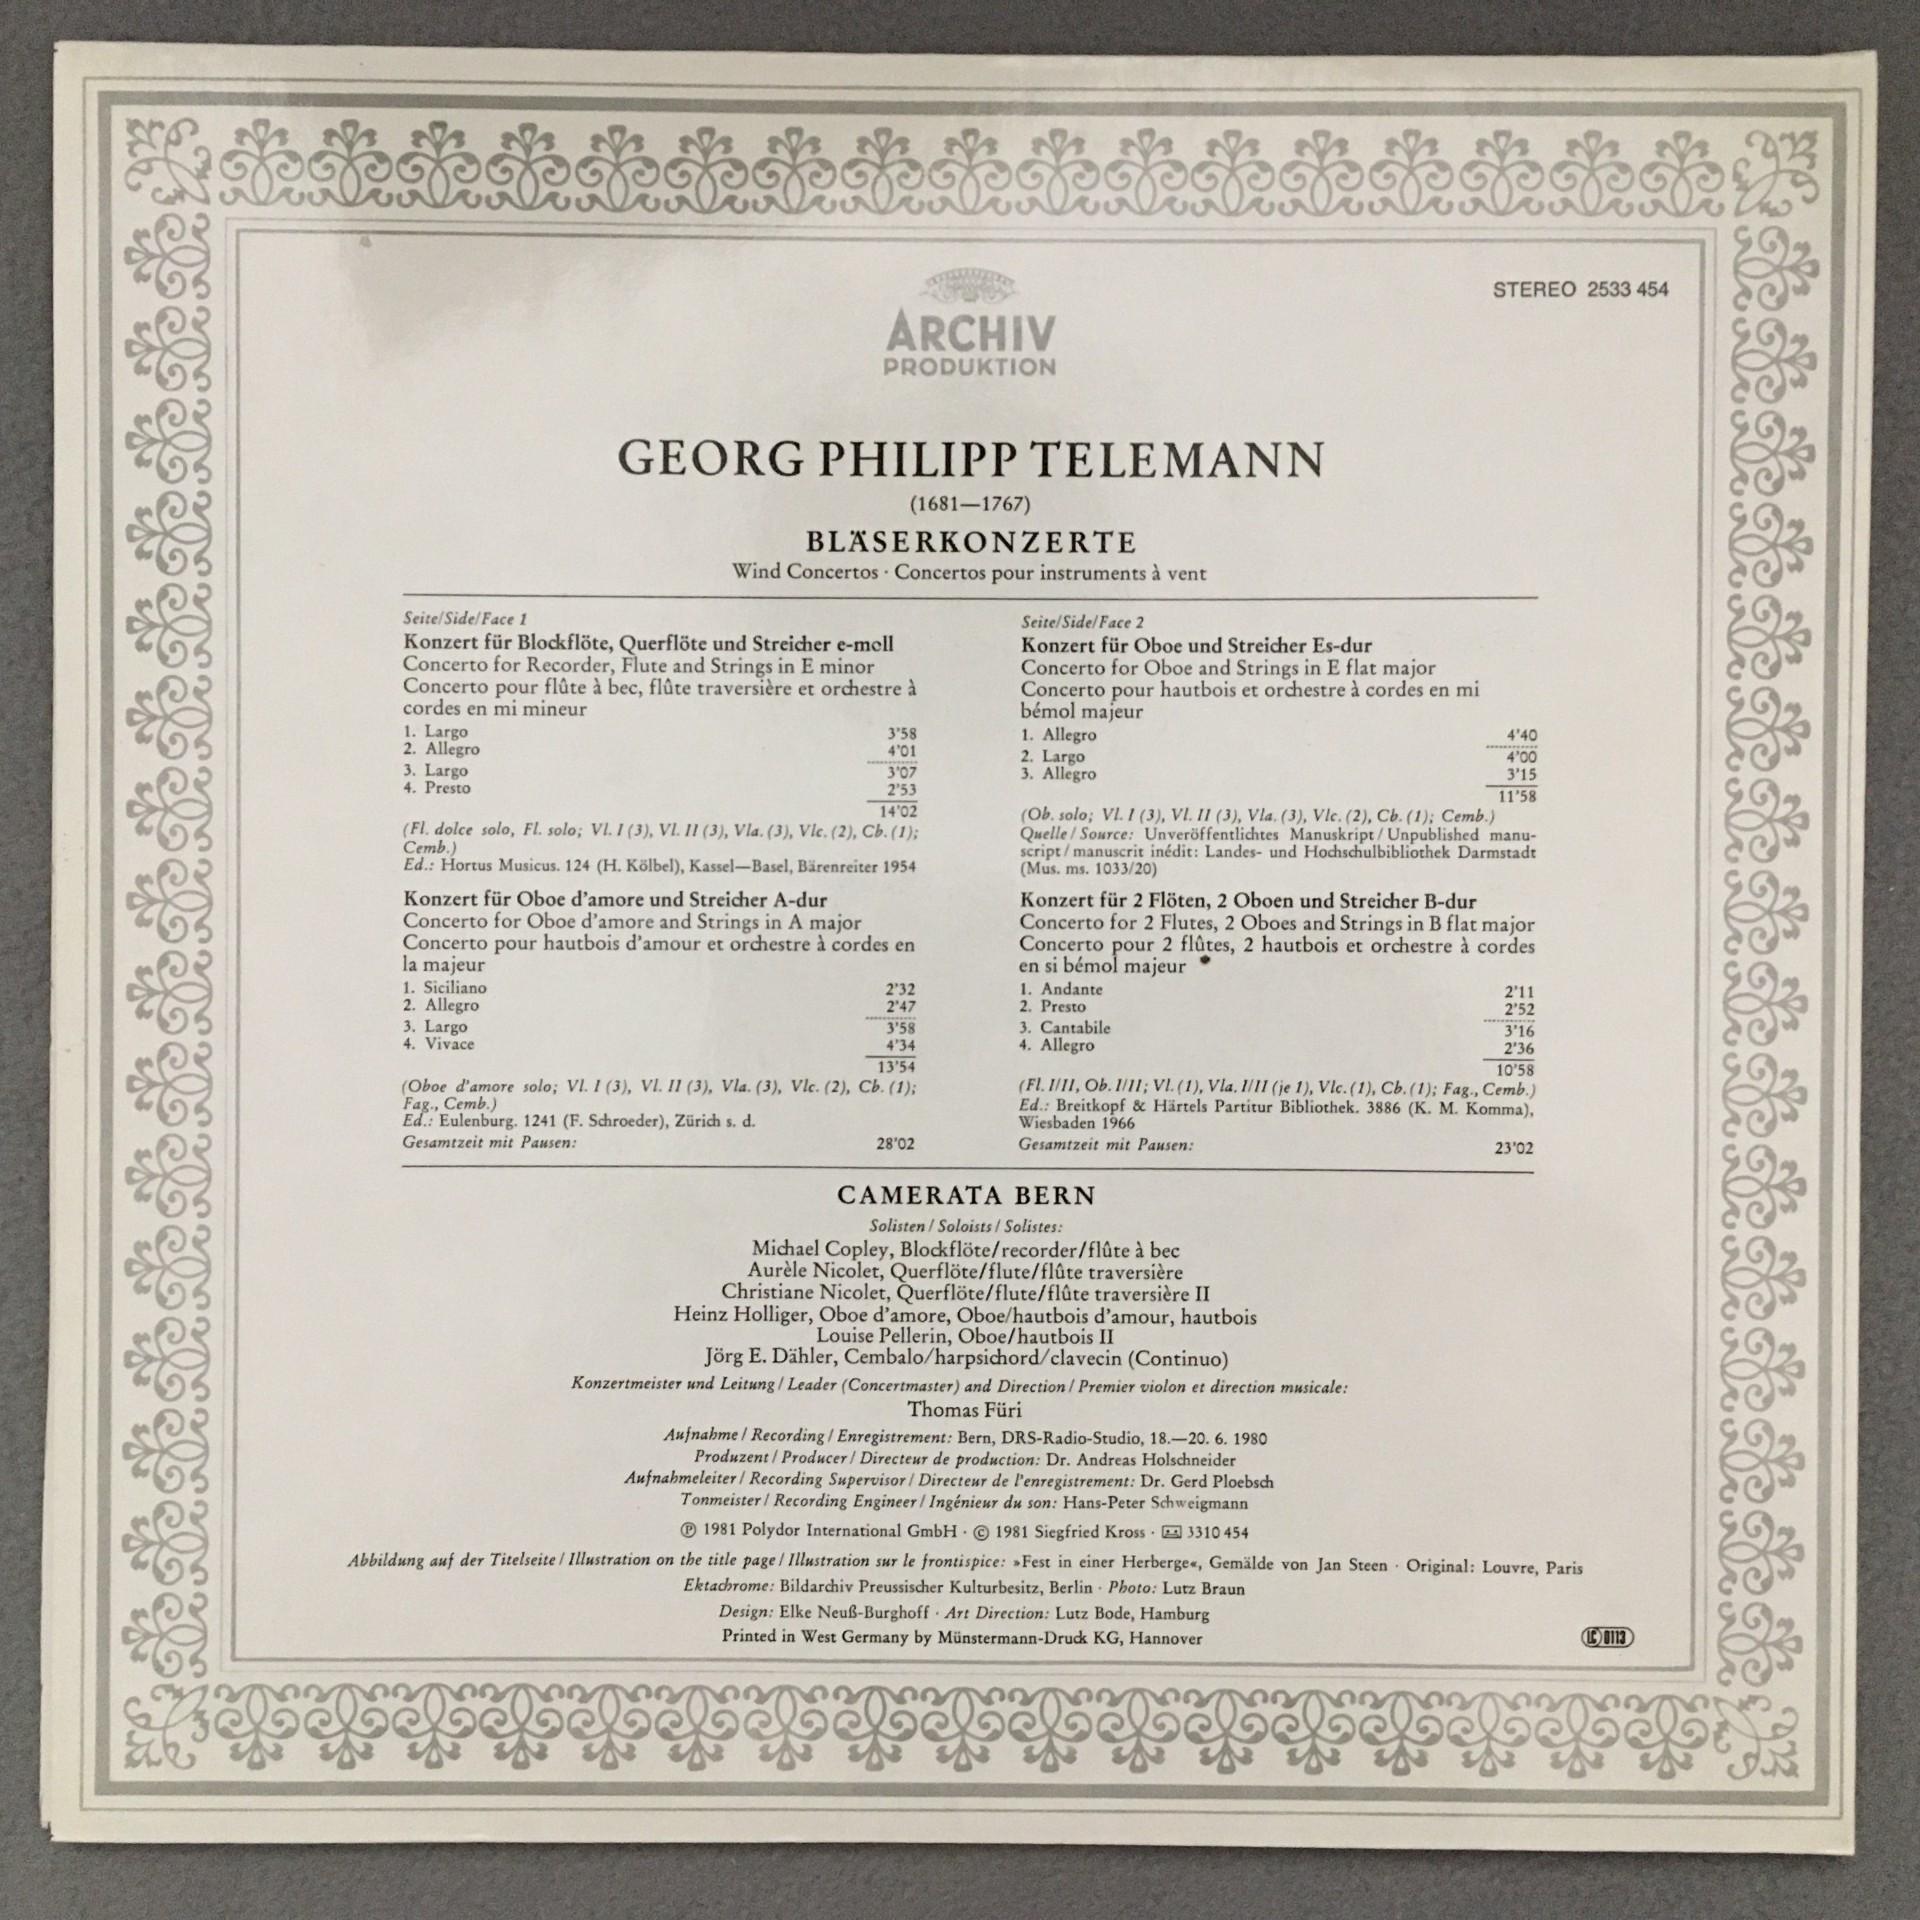 ARCHIV
PRODUKTION
STEREO 2533 454
GEORG PHILIPP TELEMANN
(1681—1767)
BLÄSERKONZERTE
Wind Concertos · Concertos pour instruments à vent
Seite/Side/Face 1
Konzert für Blockflöte, Querflöte und Streicher e-moll
Concerto for Recorder, Flute and Strings in E minor
Concerto pour flûte à bec, flûte traversière et orchestre à
cordes en mi mineur
1. Largo 3'58
2. Allegro 4'01
3. Largo 3'07
4. Presto 2'53
14'02
(Fl. dolce solo, Fl. solo; Vl. I (3), Vl. II (3), Vla. (3), Vlc. (2), Cb. (1);
Cemb.)
Ed.: Hortus Musicus. 124 (H. Kölbel), Kassel—Basel, Bärenreiter 1954
Konzert für Oboe d'amore und Streicher A-dur
Concerto for Oboe d'amore and Strings in A major
Concerto pour hautbois d'amour et orchestre à cordes en
la majeur
1. Siciliano 2'32
2. Allegro 2'47
3. Largo 3'58
4. Vivace 4'34
13'54
(Oboe d'amore solo; Vl. I (3), Vl. II (3), Vla. (3), Vlc. (2), Cb. (1);
Fag., Cemb.)
Ed.: Eulenburg. 1241 (F. Schroeder), Zürich s. d.
Gesamtzeit mit Pausen: 28'02
Seite/Side/Face 2
Konzert für Oboe und Streicher Es-dur
Concerto for Oboe and Strings in E flat major
Concerto pour hautbois et orchestre à cordes en mi
bémol majeur
1. Allegro 4'40
2. Largo 4'00
3. Allegro 3'15
11'58
(Ob. solo; Vl. I (3), Vl. II (3), Vla. (3), Vlc. (2), Cb. (1); Cemb.)
Quelle / Source: Unveröffentlichtes Manuskript / Unpublished manu-
script / manuscrit inédit: Landes- und Hochschulbibliothek Darmstadt
(Mus. ms. 1033/20)
Konzert für 2 Flöten, 2 Oboen und Streicher B-dur
Concerto for 2 Flutes, 2 Oboes and Strings in B flat major
Concerto pour 2 flûtes, 2 hautbois et orchestre à cordes
en si bémol majeur
1. Andante 2'11
2. Presto 2'52
3. Cantabile 3'16
4. Allegro 2'36
10'58
(Fl. I/II, Ob. I/II; Vl. (1), Vla. I/II (je 1), Vlc. (1), Cb. (1); Fag., Cemb.)
Ed.: Breitkopf & Härtels Partitur Bibliothek. 3886 (K. M. Komma),
Wiesbaden 1966
Gesamtzeit mit Pausen: 23'02
CAMERATA BERN
Solisten / Soloists / Solistes:
Michael Copley, Blockflöte/recorder/flûte à bec
Aurèle Nicolet, Querflöte/flute/flûte traversière
Christiane Nicolet, Querflöte/flute/flûte traversière II
Heinz Holliger, Oboe d'amore, Oboe/hautbois d'amour, hautbois
Louise Pellerin, Oboe/hautbois II
Jörg E. Dähler, Cembalo/harpsichord/clavecin (Continuo)
Konzertmeister und Leitung / Leader (Concertmaster) and Direction / Premier violon et direction musicale:
Thomas Füri
Aufnahme / Recording / Enregistrement: Bern, DRS-Radio-Studio, 18.—20. 6. 1980
Produzent / Producer / Directeur de production: Dr. Andreas Holschneider
Aufnahmeleiter / Recording Supervisor / Directeur de l'enregistrement: Dr. Gerd Ploebsch
Tonmeister / Recording Engineer / Ingénieur du son: Hans-Peter Schweigmann
℗ 1981 Polydor International GmbH · © 1981 Siegfried Kross · 3310 454
Abbildung auf der Titelseite / Illustration on the title page / Illustration sur le frontispice: »Fest in einer Herberge«, Gemälde von Jan Steen · Original: Louvre, Paris
Ektachrome: Bildarchiv Preussischer Kulturbesitz, Berlin · Photo: Lutz Braun
Design: Elke Neuß-Burghoff · Art Direction: Lutz Bode, Hamburg
Printed in West Germany by Münstermann-Druck KG, Hannover
LC 0113